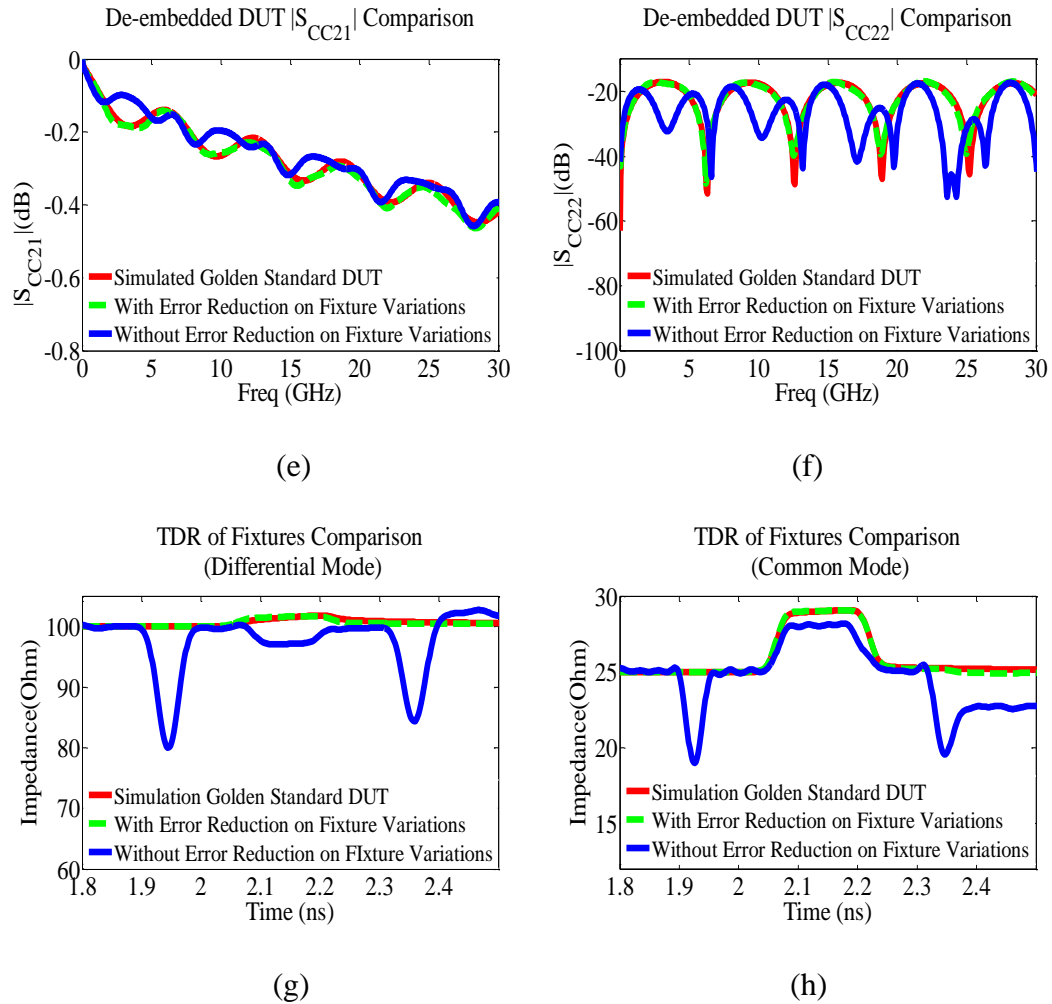 De-embedded DUT |S_CC21| Comparison
0
-0.2
-0.4
-0.6
-0.8
|S_CC21|(dB)
Simulated Golden Standard DUT
With Error Reduction on Fixture Variations
Without Error Reduction on Fixture Variations
0 5 10 15 20 25 30
Freq (GHz)
(e)
De-embedded DUT |S_CC22| Comparison
0
-20
-40
-60
-80
-100
|S_CC22|(dB)
Simulated Golden Standard DUT
With Error Reduction on Fixture Variations
Without Error Reduction on Fixture Variations
0 5 10 15 20 25 30
Freq (GHz)
(f)
TDR of Fixtures Comparison
(Differential Mode)
100
90
80
70
60
Impedance(Ohm)
Simulation Golden Standard DUT
With Error Reduction on Fixture Variations
Without Error Reduction on FIxture Variations
1.8 1.9 2 2.1 2.2 2.3 2.4
Time (ns)
(g)
TDR of Fixtures Comparison
(Common Mode)
30
25
20
15
Impedance(Ohm)
Simulation Golden Standard DUT
With Error Reduction on Fixture Variations
Without Error Reduction on Fixture Variations
1.8 1.9 2 2.1 2.2 2.3 2.4
Time (ns)
(h)